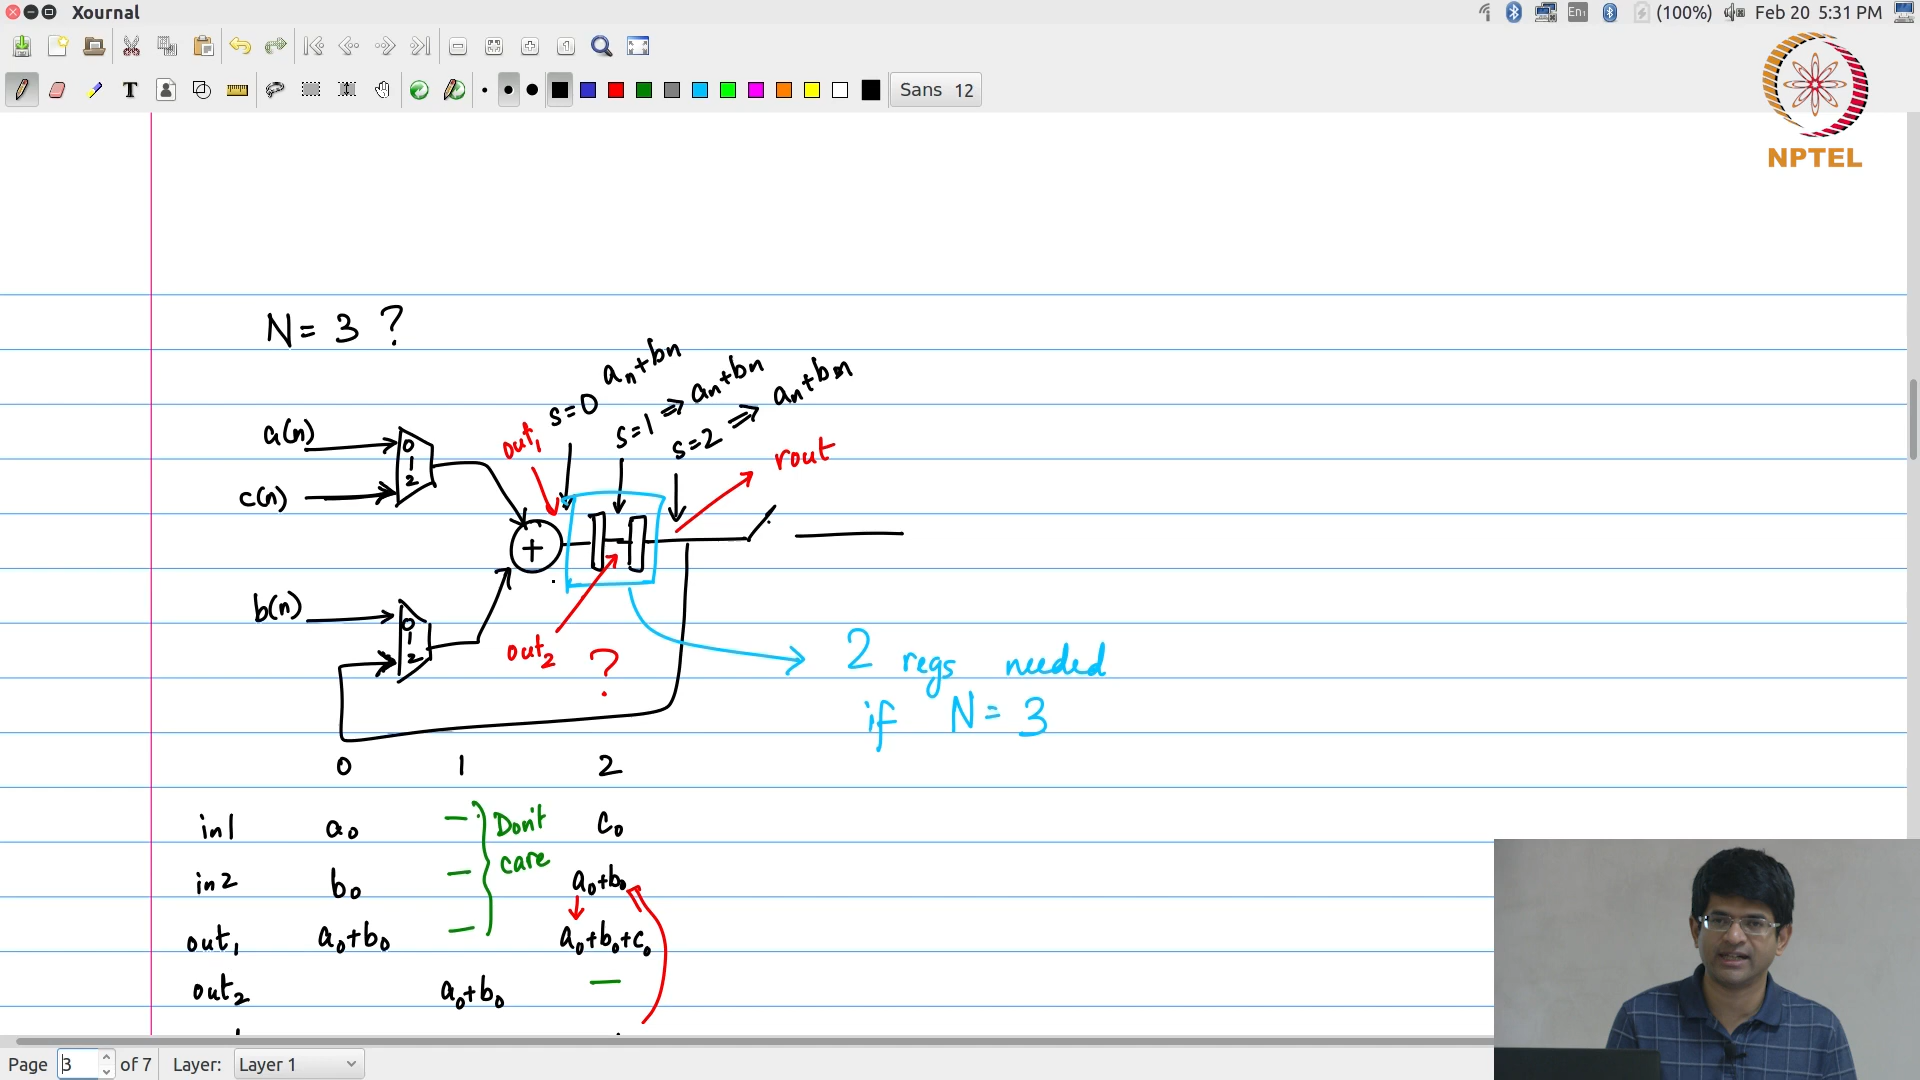 Xournal
(100%) Feb 20 5:31 PM
En₁
Sans 12
NPTEL
N = 3 ?
s=0 an+bn
s=1 ⇒ an+bn
s=2 ⇒ an+bn
out₁
rout
a(n)
0
1
2
c(n)
+
b(n)
0
1
2
out₂ ?
2 regs needed
if N = 3
0 1 2
in1 a₀ — Don't care c₀
in2 b₀ — a₀+b₀
out₁ a₀+b₀ — a₀+b₀+c₀
out₂ a₀+b₀ —
Page 3 of 7 Layer: Layer 1